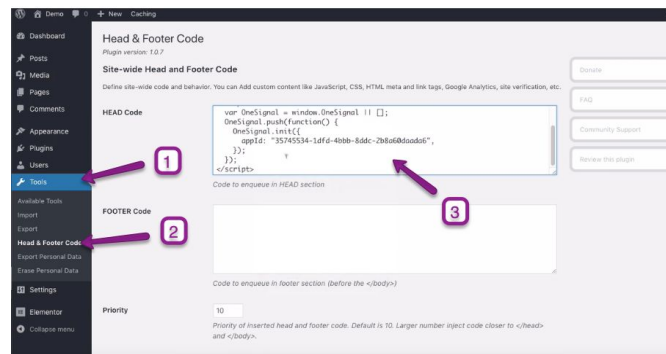 Demo 0 + New Caching
Dashboard
Posts
Media
Pages
Comments
Appearance
Plugins
Users
Tools
Available Tools
Import
Export
Head & Footer Code
Export Personal Data
Erase Personal Data
Settings
Elementor
Collapse menu
1
2
Head & Footer Code
Plugin version: 1.0.7
Site-wide Head and Footer Code
Define site-wide code and behavior. You can Add custom content like JavaScript, CSS, HTML meta and link tags, Google Analytics, site verification, etc.
HEAD Code
var OneSignal = window.OneSignal || [];
OneSignal.push(function() {
OneSignal.init({
appId: "35745534-1dfd-4bbb-8ddc-2b8a60daada6",
});
});
</script>
3
Code to enqueue in HEAD section
FOOTER Code
Code to enqueue in footer section (before the </body>)
Priority
10
Priority of inserted head and footer code. Default is 10. Larger number inject code closer to </head>
and </body>.
Donate
FAQ
Community Support
Review this plugin